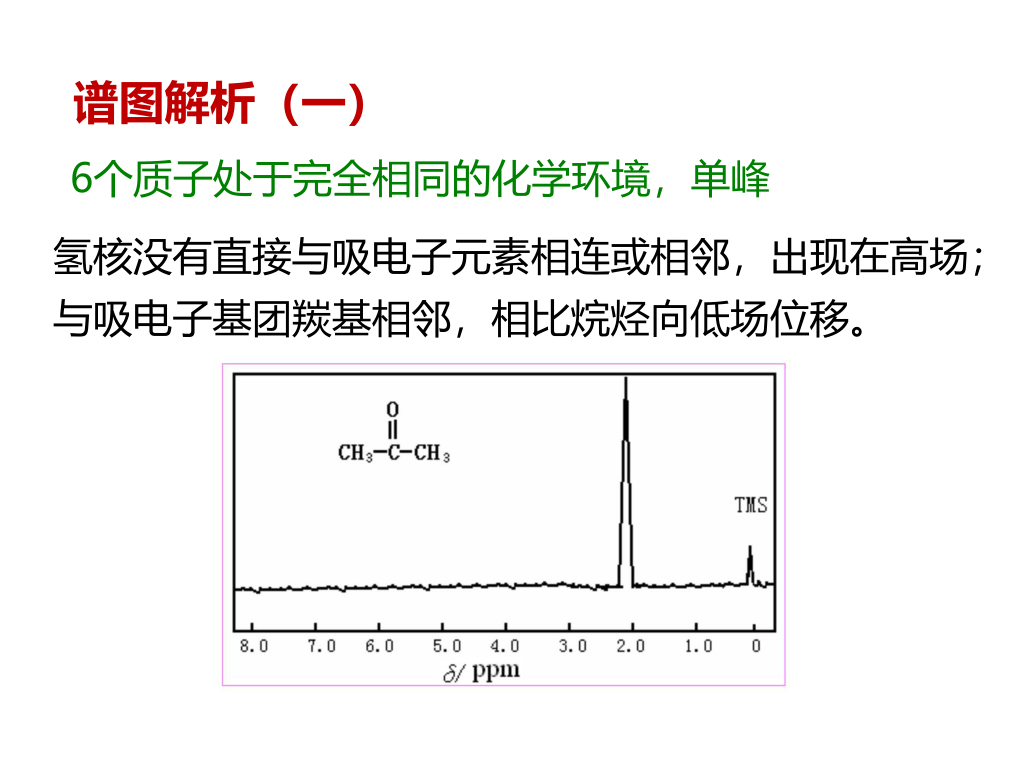 谱图解析（一）
6个质子处于完全相同的化学环境，单峰
氢核没有直接与吸电子元素相连或相邻，出现在高场；
与吸电子基团羰基相邻，相比烷烃向低场位移。
O
CH₃-C-CH₃
TMS
8.0 7.0 6.0 5.0 4.0 3.0 2.0 1.0 0
δ/ ppm